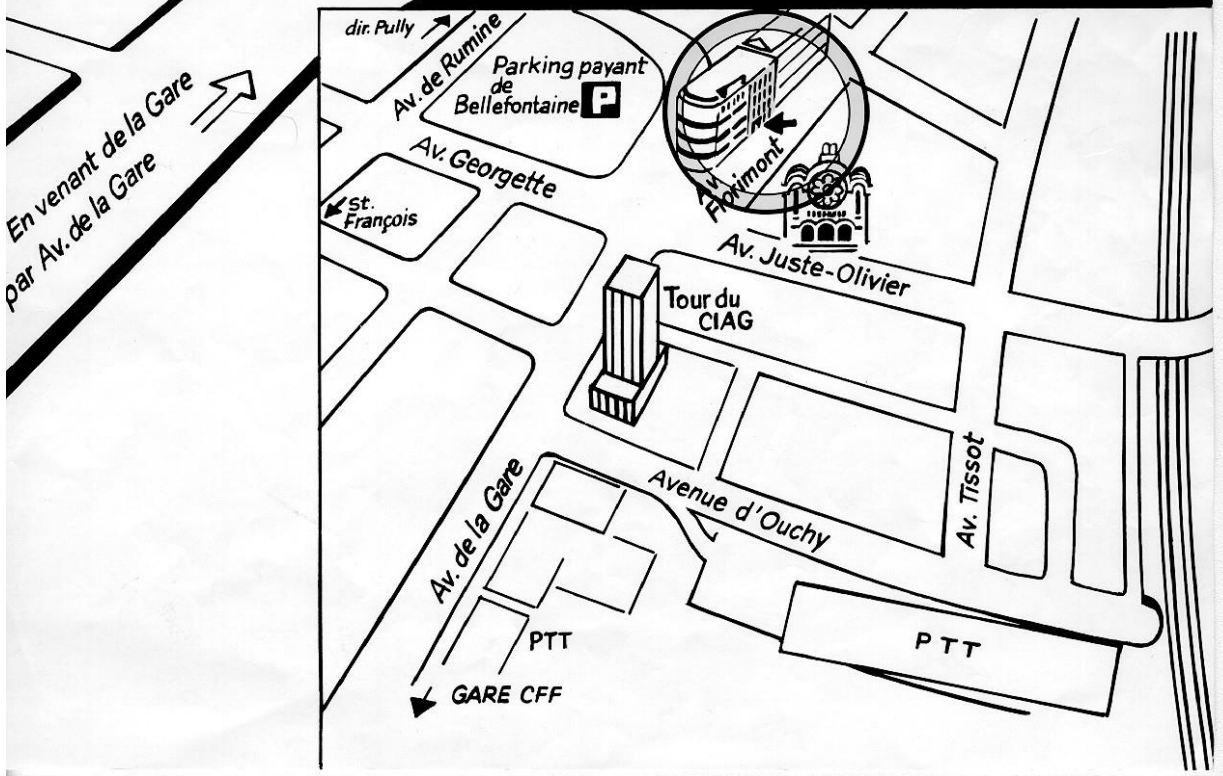 En venant de la Gare
par Av. de la Gare
dir. Pully
Av. de Rumine
Parking payant
de
Bellefontaine P
Av. Georgette
St.
François
Av.
Florimont
Av. Juste-Olivier
Tour du
CIAG
Av. Tissot
Avenue d'Ouchy
Av. de la Gare
PTT
PTT
GARE CFF